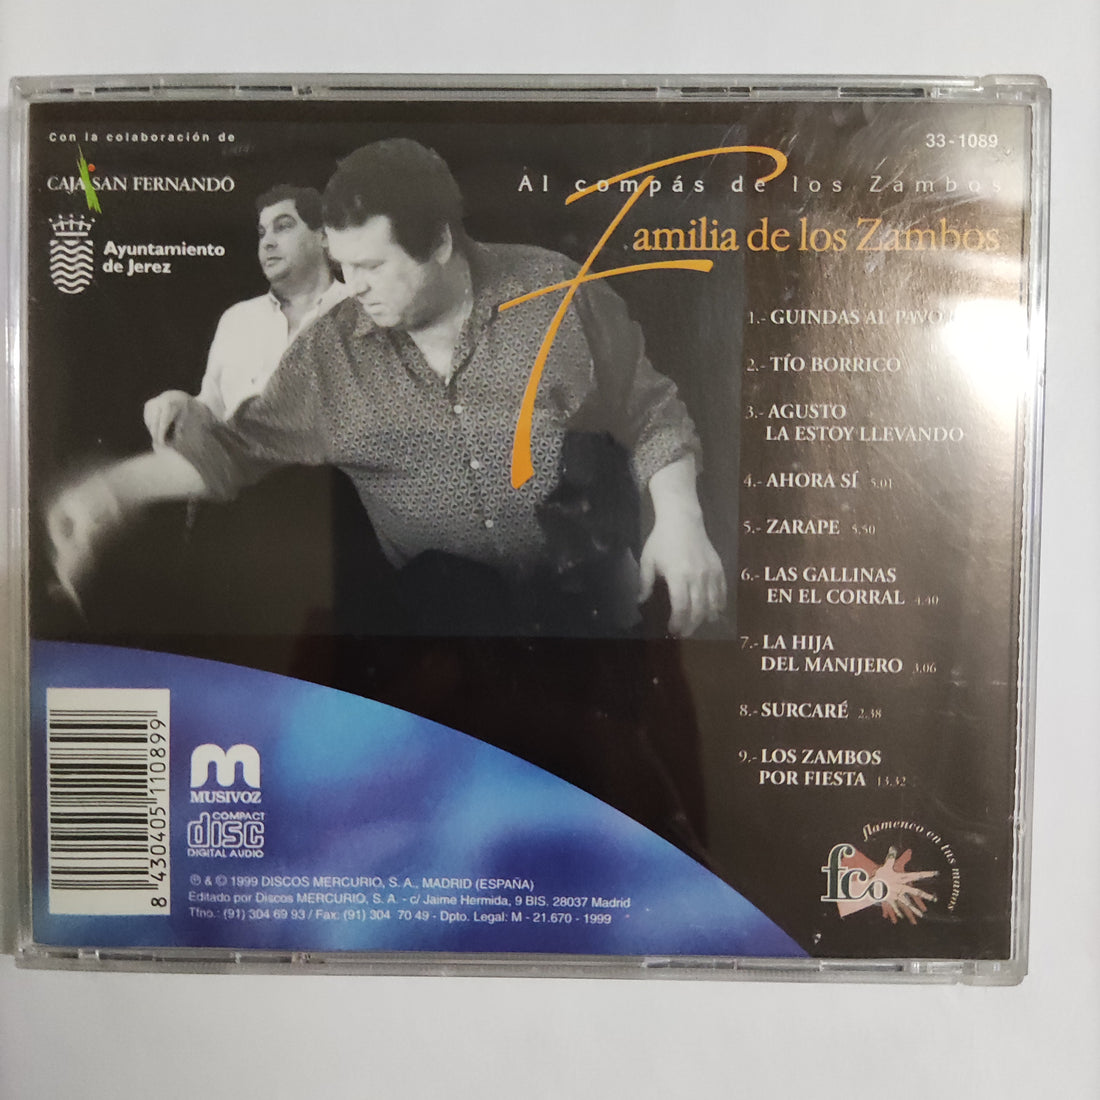 Con la colaboración de
CAJA SAN FERNANDO
Ayuntamiento
de Jerez
33-1089
Al compás de los Zambos
Familia de los Zambos
1.- GUINDAS AL PAVO
2.- TÍO BORRICO
3.- AGUSTO
LA ESTOY LLEVANDO
4.- AHORA SÍ 5.01
5.- ZARAPE 5.50
6.- LAS GALLINAS
EN EL CORRAL 4.40
7.- LA HIJA
DEL MANIJERO 3.06
8.- SURCARÉ 2.38
9.- LOS ZAMBOS
POR FIESTA 13.32
8 430405 110899
M
MUSIVOZ
COMPACT
disc
DIGITAL AUDIO
℗ & © 1999 DISCOS MERCURIO, S. A., MADRID (ESPAÑA)
Editado por Discos MERCURIO, S. A. - c/ Jaime Hermida, 9 BIS. 28037 Madrid
Tfno.: (91) 304 69 93 / Fax: (91) 304 70 49 - Dpto. Legal: M - 21.670 - 1999
flamenco en tus manos
fco